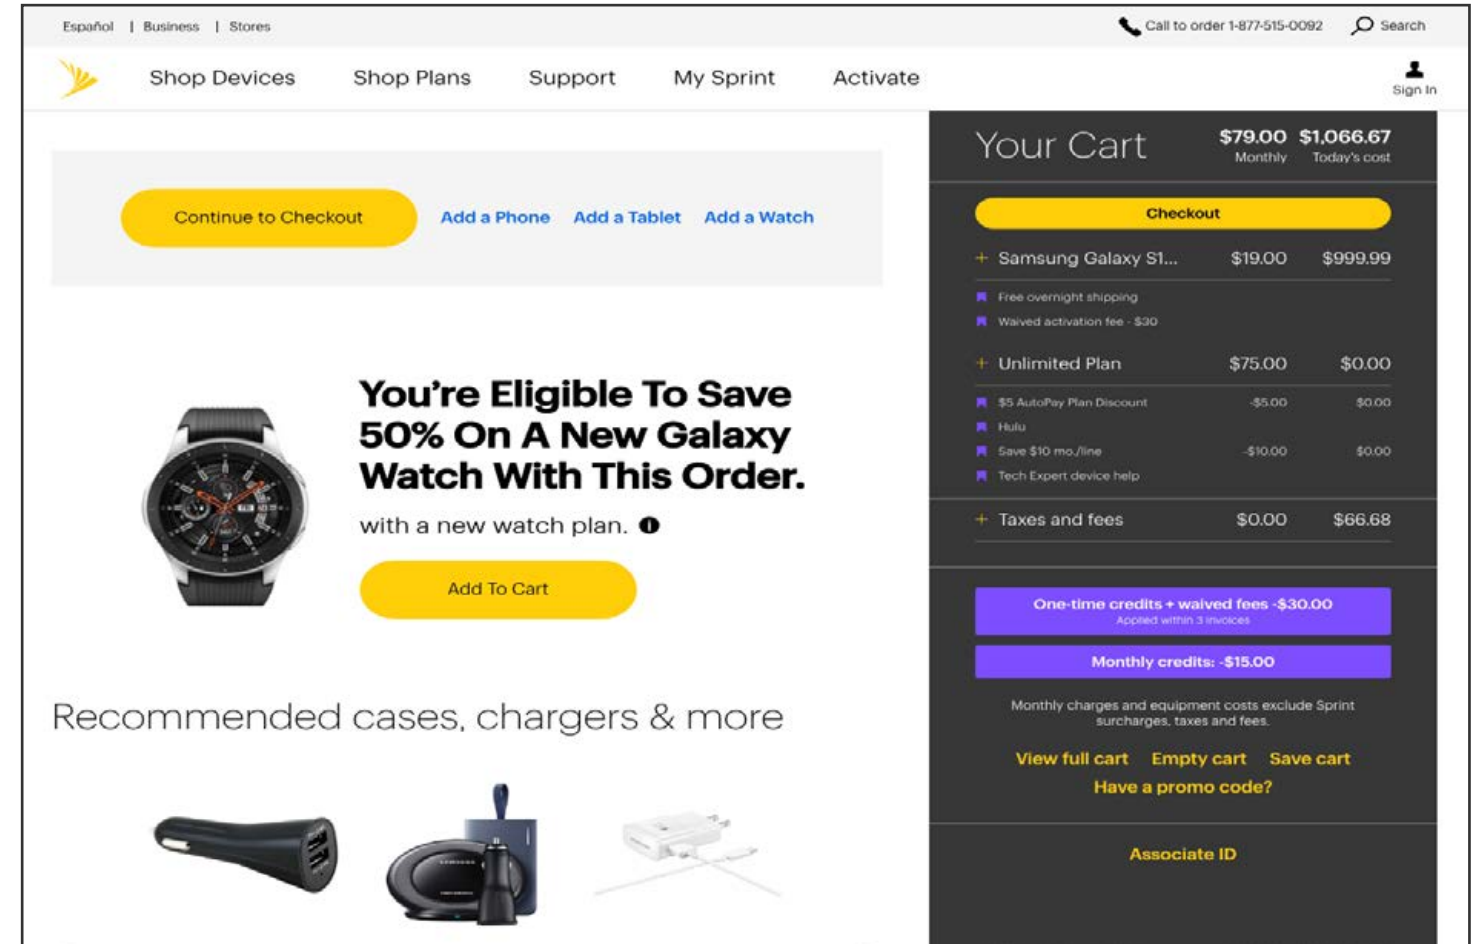 Español | Business | Stores
Call to order 1-877-515-0092 Search
Shop Devices Shop Plans Support My Sprint Activate
Sign In
Continue to Checkout Add a Phone Add a Tablet Add a Watch
You're Eligible To Save
50% On A New Galaxy
Watch With This Order.
with a new watch plan.
Add To Cart
Recommended cases, chargers & more
SAMSUNG
Your Cart $79.00 $1,066.67
Monthly Today's cost
Checkout
+ Samsung Galaxy S1... $19.00 $999.99
Free overnight shipping
Waived activation fee - $30
+ Unlimited Plan $75.00 $0.00
$5 AutoPay Plan Discount -$5.00 $0.00
Hulu
Save $10 mo./line -$10.00 $0.00
Tech Expert device help
+ Taxes and fees $0.00 $66.68
One-time credits + waived fees -$30.00
Applied within 3 invoices
Monthly credits: -$15.00
Monthly charges and equipment costs exclude Sprint
surcharges, taxes and fees.
View full cart Empty cart Save cart
Have a promo code?
Associate ID